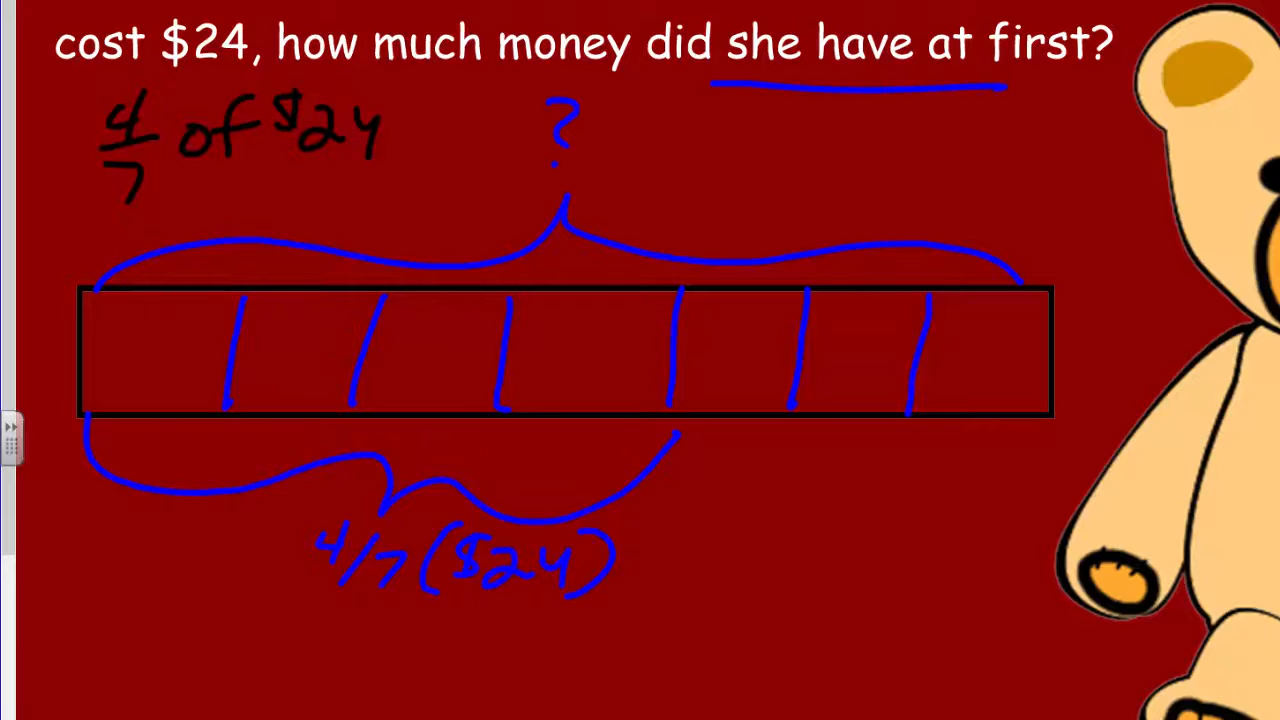 cost $24, how much money did she have at first?
4/7 of $24
?
4/7 ($24)